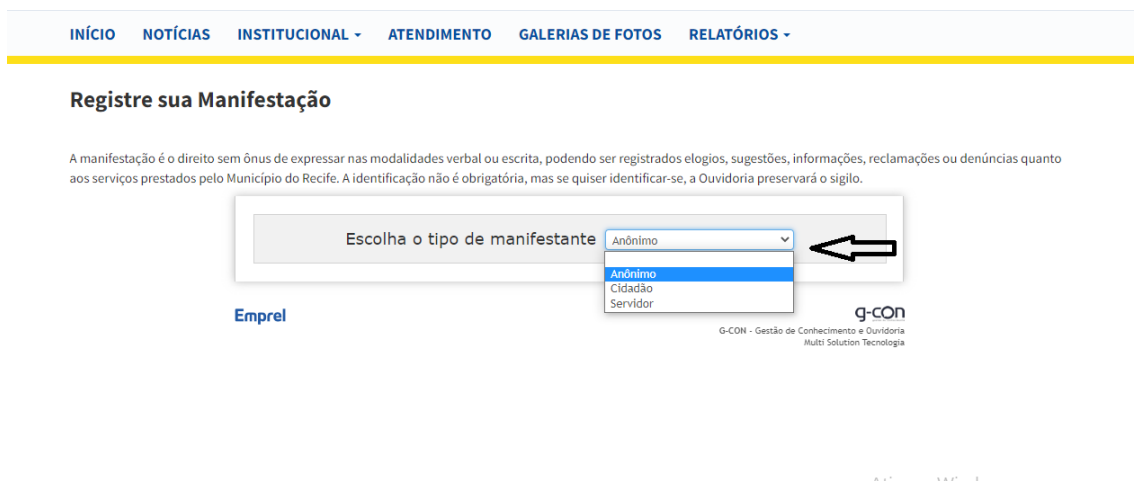 INÍCIO NOTÍCIAS INSTITUCIONAL ATENDIMENTO GALERIAS DE FOTOS RELATÓRIOS
Registre sua Manifestação
A manifestação é o direito sem ônus de expressar nas modalidades verbal ou escrita, podendo ser registrados elogios, sugestões, informações, reclamações ou denúncias quanto
aos serviços prestados pelo Município do Recife. A identificação não é obrigatória, mas se quiser identificar-se, a Ouvidoria preservará o sigilo.
Escolha o tipo de manifestante Anônimo
Anônimo
Cidadão
Servidor
Emprel
g-con
G-CON - Gestão de Conhecimento e Ouvidoria
Multi Solution Tecnologia